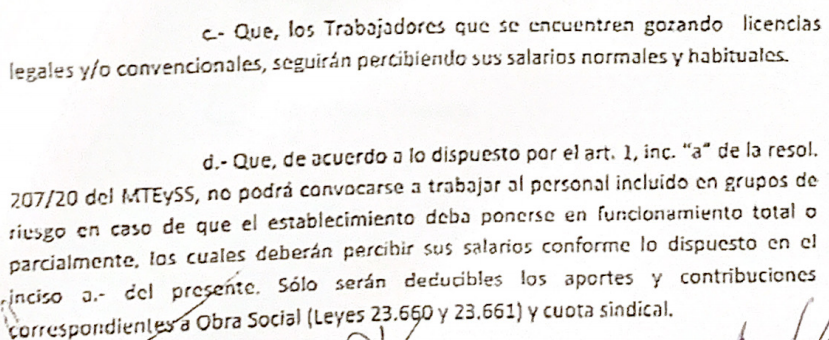 c.- Que, los Trabajadores que se encuentren gozando licencias
legales y/o convencionales, seguirán percibiendo sus salarios normales y habituales.
d.- Que, de acuerdo a lo dispuesto por el art. 1, inc. "a" de la resol.
207/20 del MTEySS, no podrá convocarse a trabajar al personal incluido en grupos de
riesgo en caso de que el establecimiento deba ponerse en funcionamiento total o
parcialmente, los cuales deberán percibir sus salarios conforme lo dispuesto en el
inciso a.- del presente. Sólo serán deducibles los aportes y contribuciones
correspondientes a Obra Social (Leyes 23.660 y 23.661) y cuota sindical.